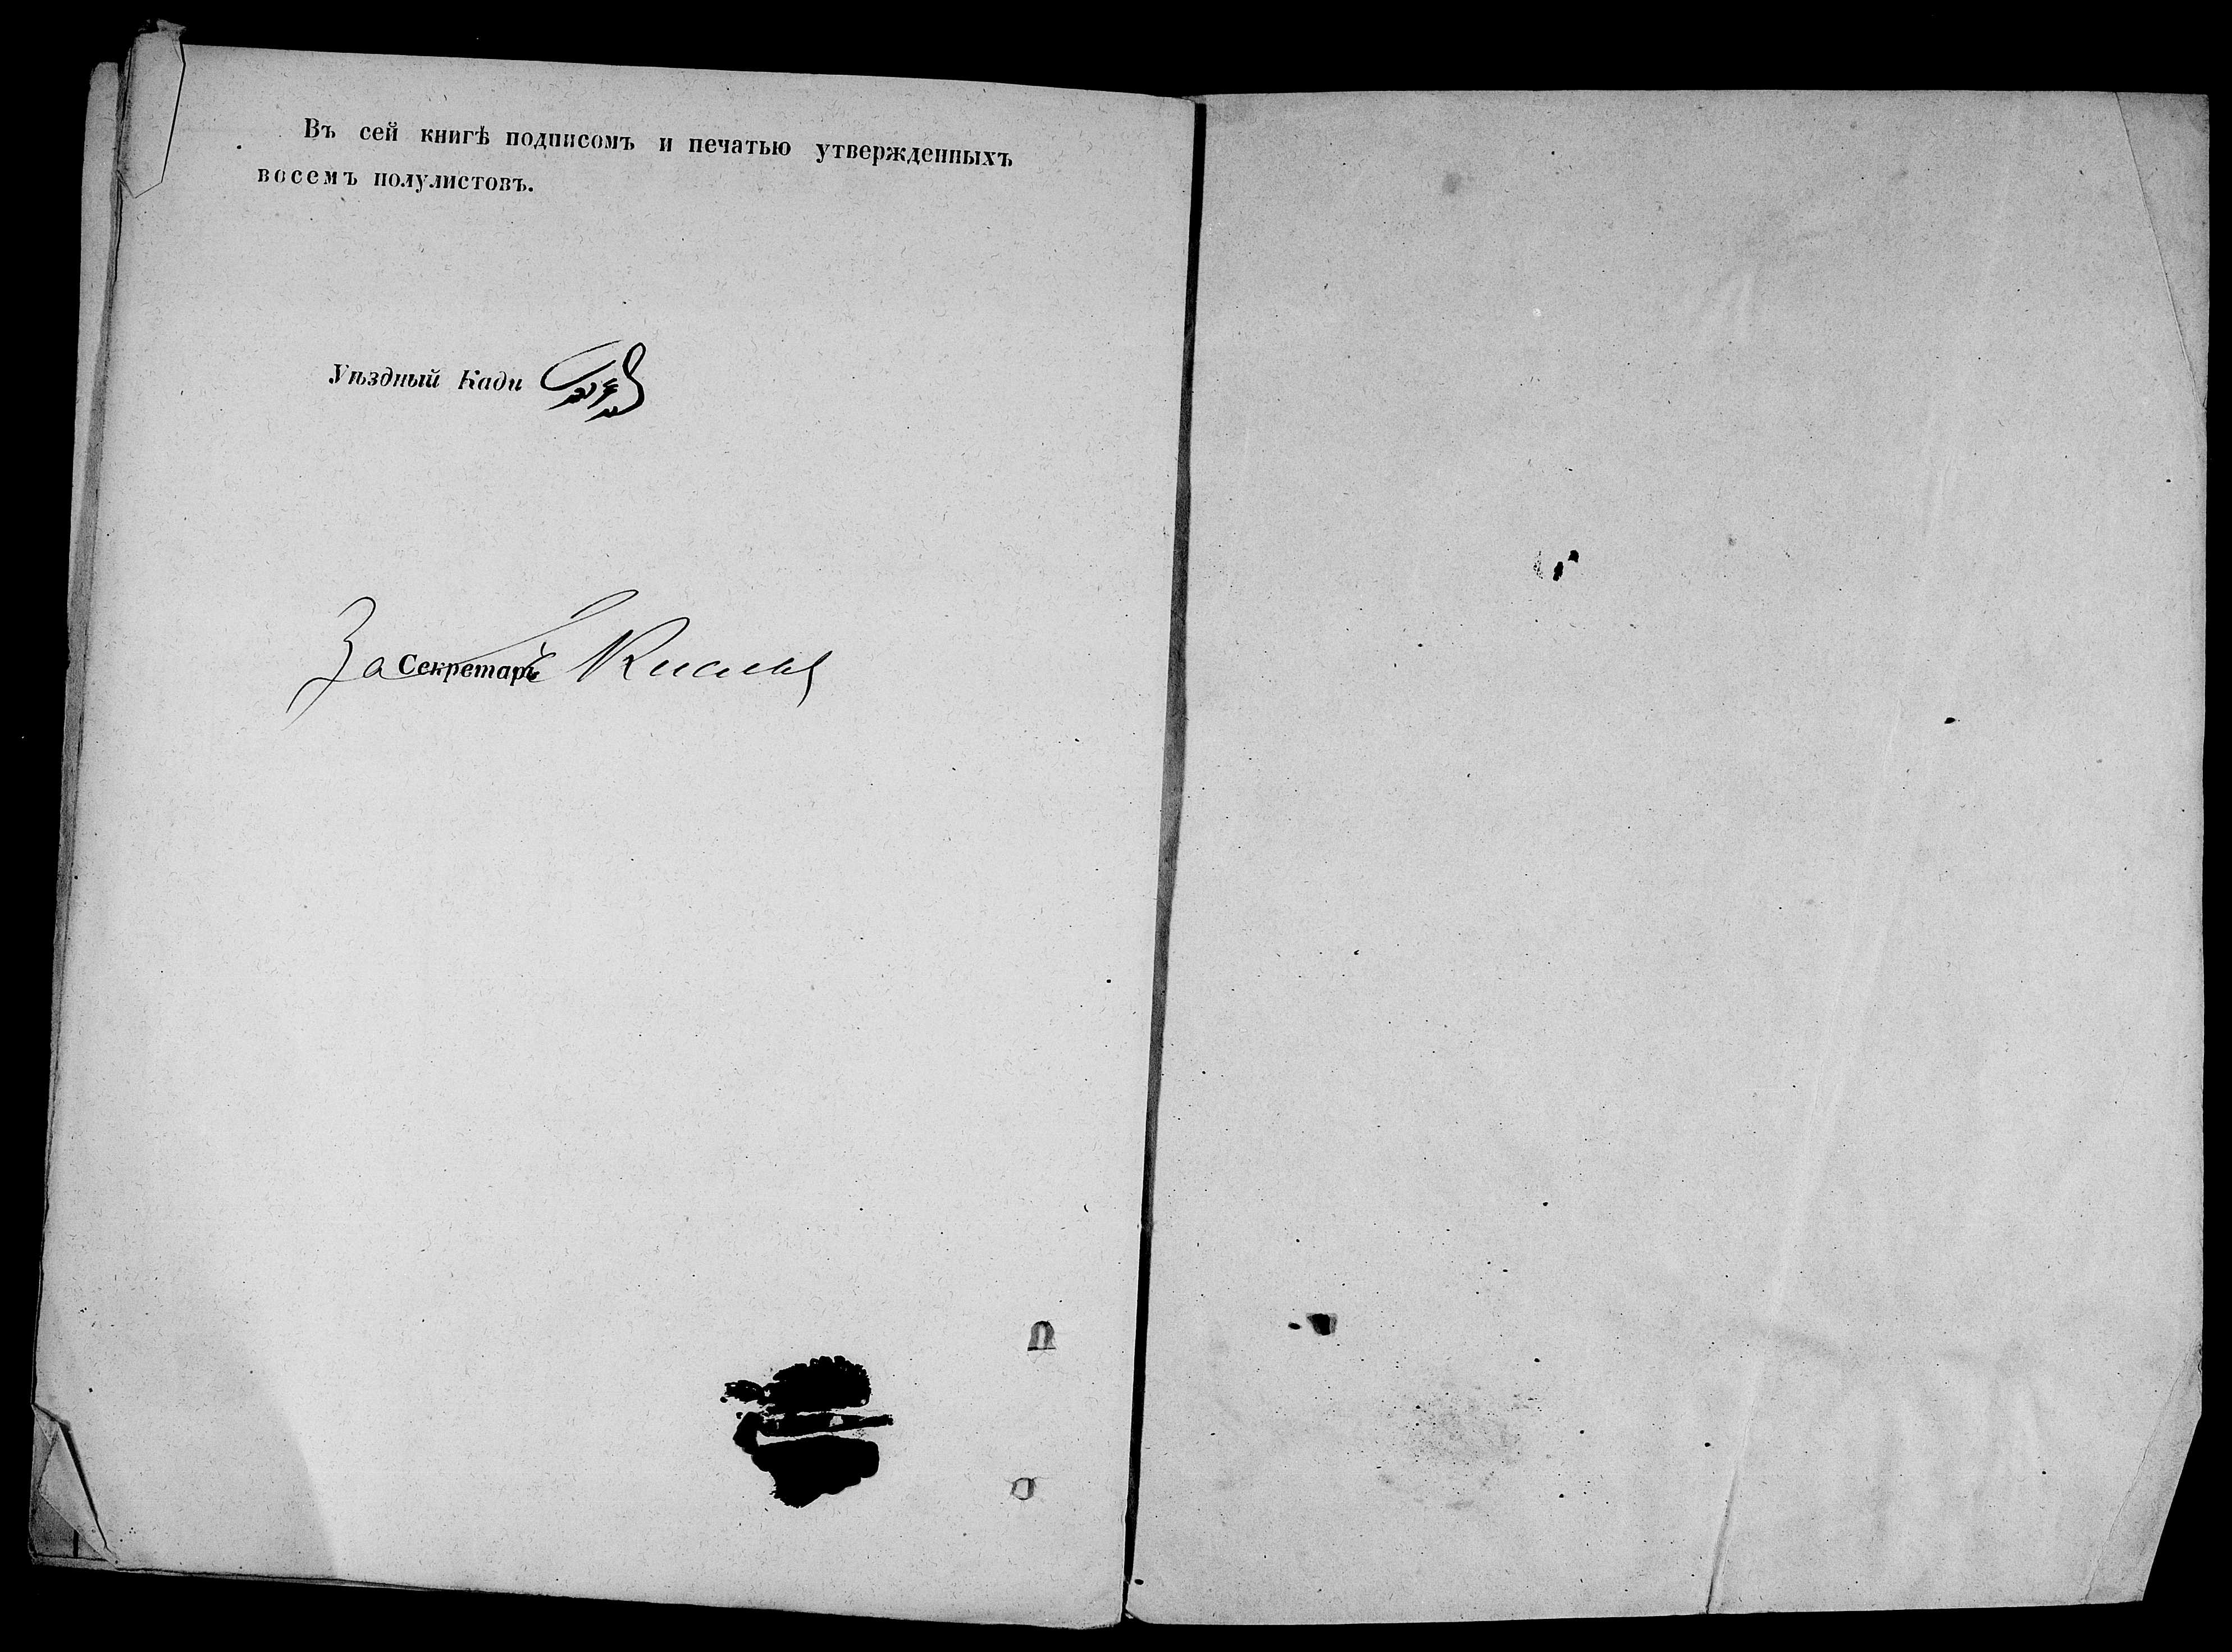 Въ сей книгѣ подписомъ и печатью утвержденныхъ
восемъ полулистовъ.
Уѣздный Кади
За Секретарь